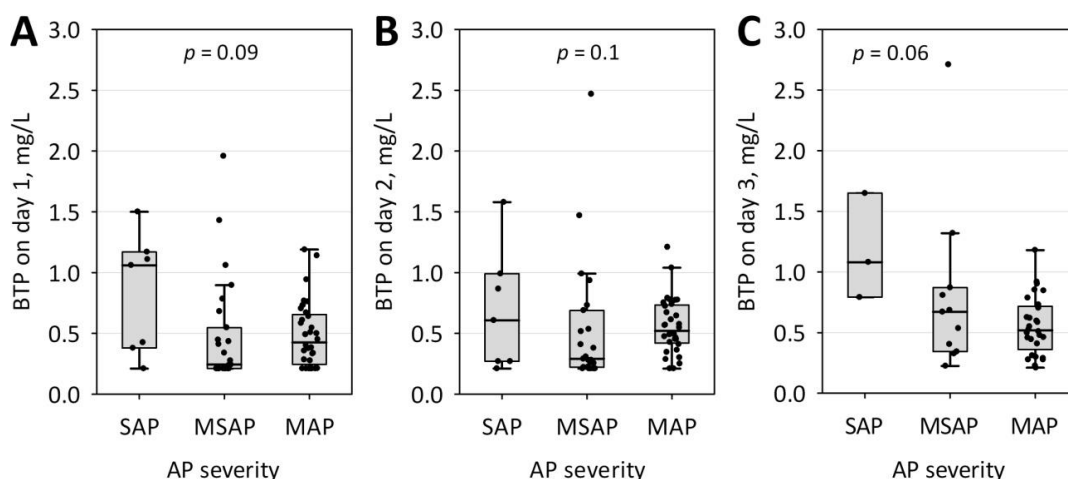 A
p = 0.09
BTP on day 1, mg/L
3.0
2.5
2.0
1.5
1.0
0.5
0.0
SAP MSAP MAP
AP severity
B
p = 0.1
BTP on day 2, mg/L
3.0
2.5
2.0
1.5
1.0
0.5
0.0
SAP MSAP MAP
AP severity
C
p = 0.06
BTP on day 3, mg/L
3.0
2.5
2.0
1.5
1.0
0.5
0.0
SAP MSAP MAP
AP severity